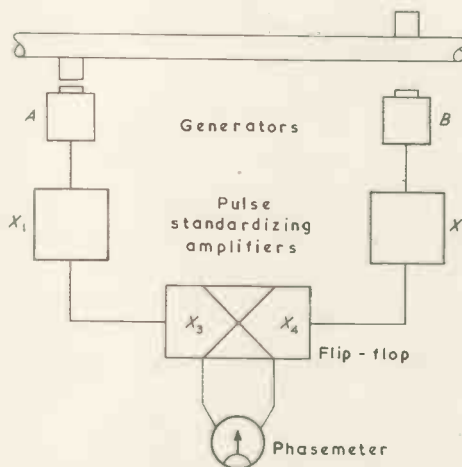 A
Generators
B
X₁
Pulse
standardizing
amplifiers
X
X₃
X₄
Flip - flop
Phasemeter